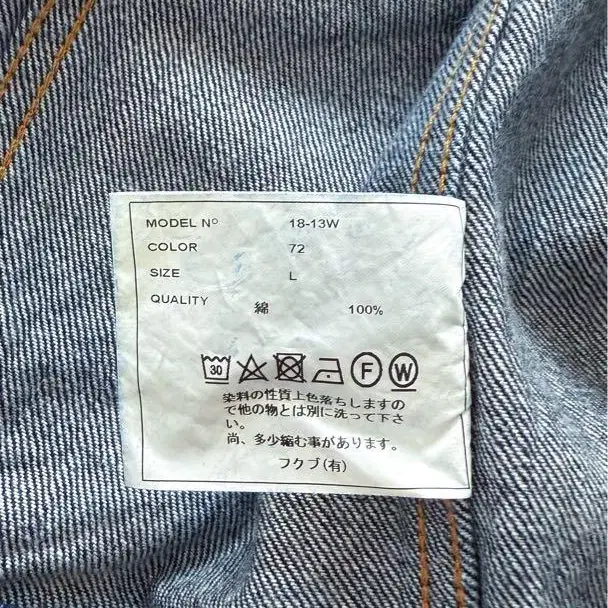 MODEL Nº 18-13W
COLOR 72
SIZE L
QUALITY 綿 100%
30 F W
染料の性質上色落ちしますの
で他の物とは別に洗って下さ
い。
尚、多少縮む事があります。
フクブ(有)